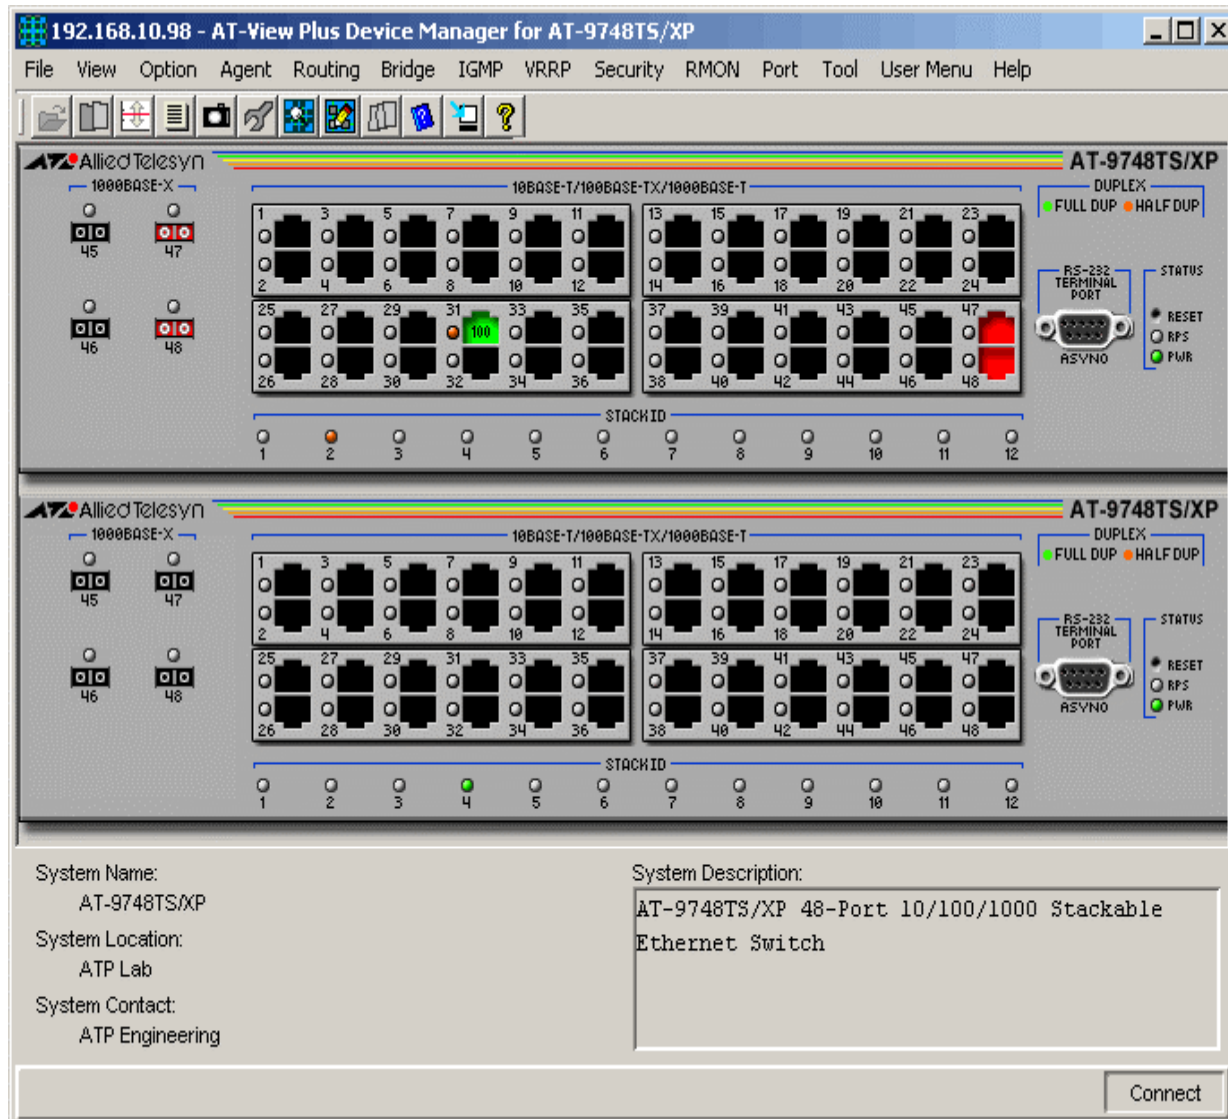 192.168.10.98 - AT-View Plus Device Manager for AT-9748TS/XP
File View Option Agent Routing Bridge IGMP VRRP Security RMON Port Tool User Menu Help
Allied Telesyn AT-9748TS/XP
1000BASE-X 10BASE-T/100BASE-TX/1000BASE-T DUPLEX
FULL DUP HALF DUP
1 3 5 7 9 11 13 15 17 19 21 23
45 47
2 4 6 8 10 12 14 16 18 20 22 24
RS-232 TERMINAL PORT
ASYNO
STATUS
RESET
RPS
PWR
25 27 29 31 33 35 37 39 41 43 45 47
100
46 48
26 28 30 32 34 36 38 40 42 44 46 48
STACK ID
1 2 3 4 5 6 7 8 9 10 11 12
Allied Telesyn AT-9748TS/XP
1000BASE-X 10BASE-T/100BASE-TX/1000BASE-T DUPLEX
FULL DUP HALF DUP
1 3 5 7 9 11 13 15 17 19 21 23
45 47
2 4 6 8 10 12 14 16 18 20 22 24
RS-232 TERMINAL PORT
ASYNO
STATUS
RESET
RPS
PWR
25 27 29 31 33 35 37 39 41 43 45 47
46 48
26 28 30 32 34 36 38 40 42 44 46 48
STACK ID
1 2 3 4 5 6 7 8 9 10 11 12
System Name:
AT-9748TS/XP
System Location:
ATP Lab
System Contact:
ATP Engineering
System Description:
AT-9748TS/XP 48-Port 10/100/1000 Stackable
Ethernet Switch
Connect